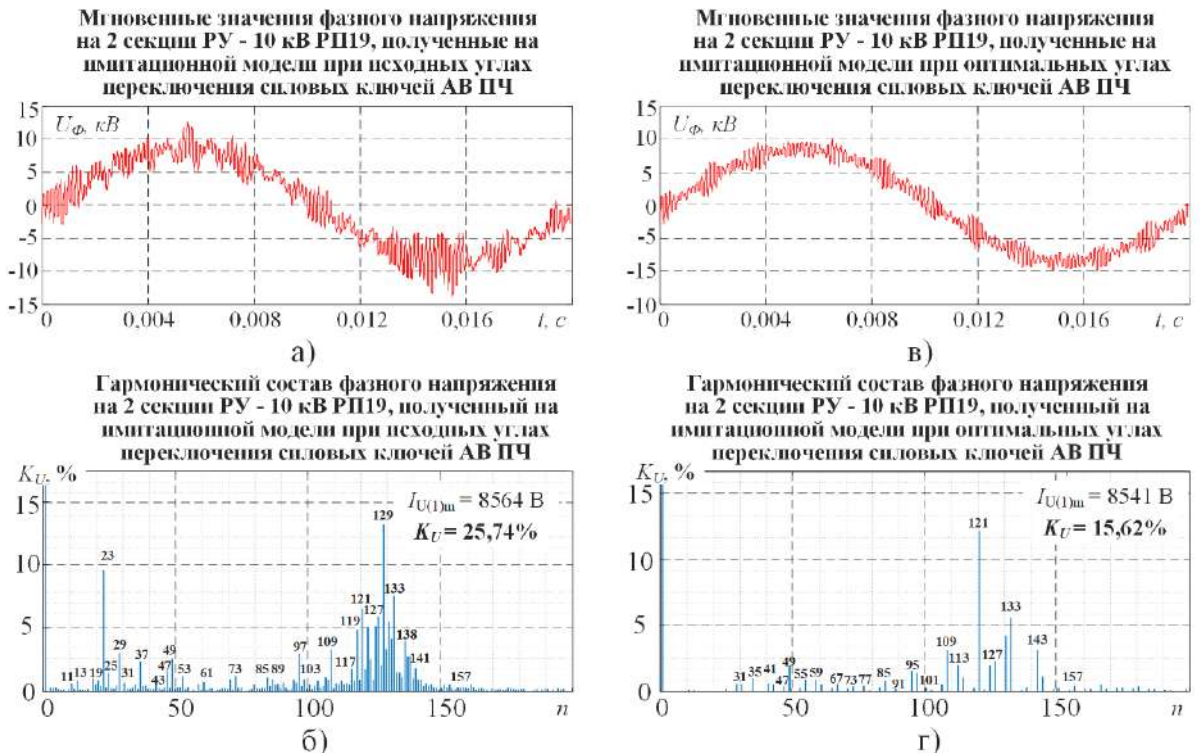 Мгновенные значения фазного напряжения
на 2 секции РУ - 10 кВ РП19, полученные на
имитационной модели при исходных углах
переключения силовых ключей АВ ПЧ
15
10
5
0
-5
-10
-15
U_Ф, кВ
0 0,004 0,008 0,012 0,016 t, с
а)
Мгновенные значения фазного напряжения
на 2 секции РУ - 10 кВ РП19, полученные на
имитационной модели при оптимальных углах
переключения силовых ключей АВ ПЧ
15
10
5
0
-5
-15
-10
U_Ф, кВ
0 0,004 0,008 0,012 0,016 t, с
в)
Гармонический состав фазного напряжения
на 2 секции РУ - 10 кВ РП19, полученный на
имитационной модели при исходных углах
переключения силовых ключей АВ ПЧ
K_U, %
I_U(1)m = 8564 В
K_U = 25,74%
15
10
5
0
11 13 19 23 25 29 31 37 43 47 49 53 61 73 85 89 97 103 109 117 119 121 127 129 133 138 141 157
0 50 100 150 n
б)
Гармонический состав фазного напряжения
на 2 секции РУ - 10 кВ РП19, полученный на
имитационной модели при оптимальных углах
переключения силовых ключей АВ ПЧ
K_U, %
I_U(1)m = 8541 В
K_U = 15,62%
15
10
5
0
31 35 41 47 49 55 59 67 73 77 85 91 95 101 109 113 121 127 133 143 157
0 50 100 150 n
г)